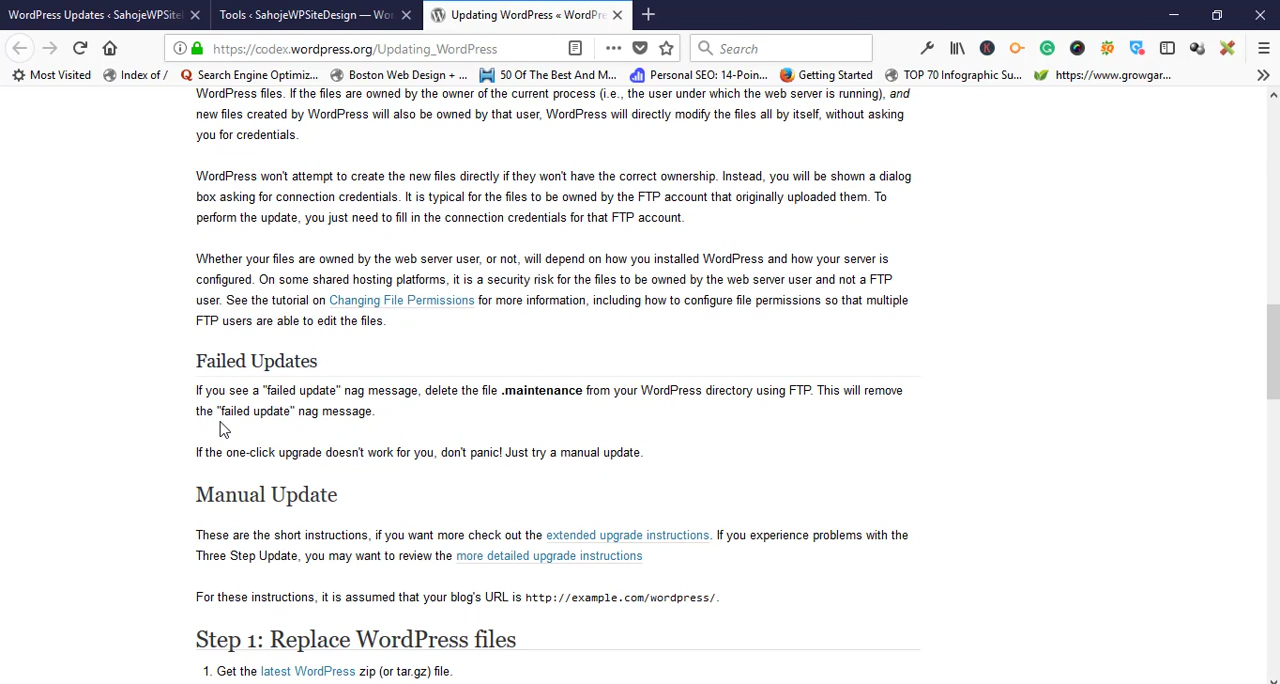 WordPress Updates ‹ SahojeWPSite
Tools ‹ SahojeWPSiteDesign — Wo
Updating WordPress « WordPr
https://codex.wordpress.org/Updating_WordPress
Search
Most Visited
Index of /
Search Engine Optimiz...
Boston Web Design + ...
50 Of The Best And M...
Personal SEO: 14-Poin...
Getting Started
TOP 70 Infographic Su...
https://www.growgar...
WordPress files. If the files are owned by the owner of the current process (i.e., the user under which the web server is running), and
new files created by WordPress will also be owned by that user, WordPress will directly modify the files all by itself, without asking
you for credentials.
WordPress won't attempt to create the new files directly if they won't have the correct ownership. Instead, you will be shown a dialog
box asking for connection credentials. It is typical for the files to be owned by the FTP account that originally uploaded them. To
perform the update, you just need to fill in the connection credentials for that FTP account.
Whether your files are owned by the web server user, or not, will depend on how you installed WordPress and how your server is
configured. On some shared hosting platforms, it is a security risk for the files to be owned by the web server user and not a FTP
user. See the tutorial on Changing File Permissions for more information, including how to configure file permissions so that multiple
FTP users are able to edit the files.
Failed Updates
If you see a "failed update" nag message, delete the file .maintenance from your WordPress directory using FTP. This will remove
the "failed update" nag message.
If the one-click upgrade doesn't work for you, don't panic! Just try a manual update.
Manual Update
These are the short instructions, if you want more check out the extended upgrade instructions. If you experience problems with the
Three Step Update, you may want to review the more detailed upgrade instructions
For these instructions, it is assumed that your blog's URL is http://example.com/wordpress/.
Step 1: Replace WordPress files
1. Get the latest WordPress zip (or tar.gz) file.